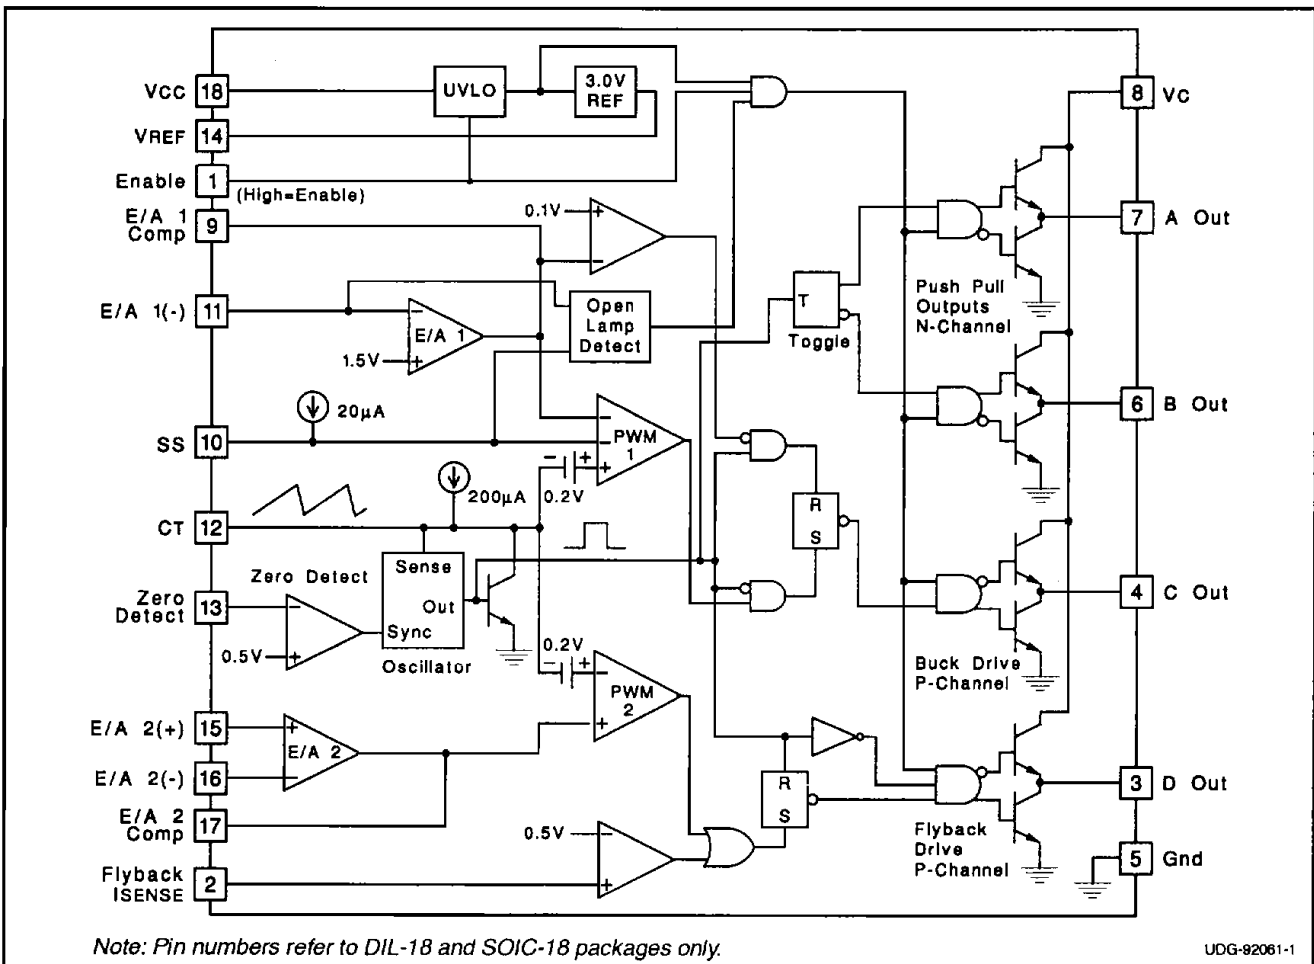 VCC 18
UVLO
3.0V
REF
8 VC
VREF 14
Enable 1
(High=Enable)
E/A 1
Comp 9
0.1V
+
−
7 A Out
Push Pull
Outputs
N-Channel
E/A 1(-) 11
−
E/A 1
+
1.5V
Open
Lamp
Detect
T
Toggle
6 B Out
20µA
SS 10
−
−
+
PWM
1
− +
0.2V
200µA
CT 12
R
S
4 C Out
Buck Drive
P-Channel
Zero
Detect 13
Zero Detect
−
+
0.5V
Sense
Out
Sync
Oscillator
0.2V
− +
−
PWM
2
+
E/A 2(+) 15
+
E/A 2
−
E/A 2(-) 16
E/A 2
Comp 17
R
S
3 D Out
Flyback
Drive
P-Channel
0.5V
−
+
Flyback
ISENSE 2
5 Gnd
Note: Pin numbers refer to DIL-18 and SOIC-18 packages only.
UDG-92061-1